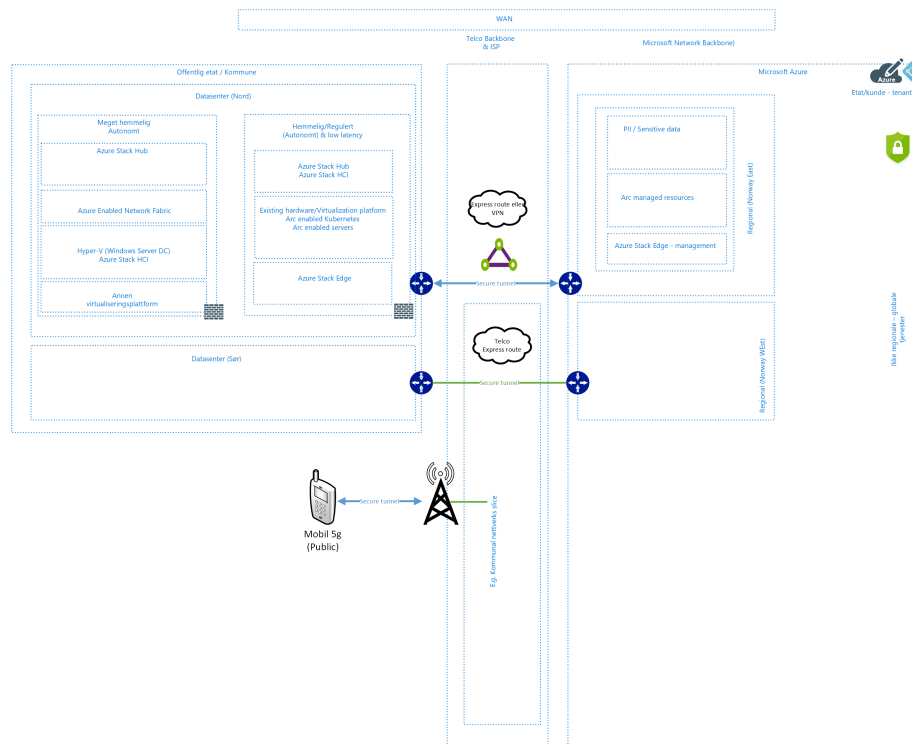 WAN
Telco Backbone
& ISP
Microsoft Network Backbone)
Offentlig etat / Kommune
Microsoft Azure
Azure
Etat/kunde - tenant
Datasenter (Nord)
Meget hemmelig
Autonomt
Azure Stack Hub
Azure Enabled Network Fabric
Hyper-V (Windows Server DC)
Azure Stack HCI
Annen
virtualiseringsplattform
Hemmelig/Regulert
(Autonomt) & low latency
Azure Stack Hub
Azure Stack HCI
Existing hardware/Virtualization platform
Arc enabled Kubernetes
Arc enabled servers
Azure Stack Edge
Express route eller
VPN
Secure tunnel
PII / Sensitive data
Arc managed resources
Azure Stack Edge - management
Regional (Norway East)
Ikke regionale – globale
tjenester
Datasenter (Sør)
Telco
Express route
Secure tunnel
Regional (Norway WEst)
Secure tunnel
Mobil 5g
(Public)
E.g. Kommunal nettverks slice